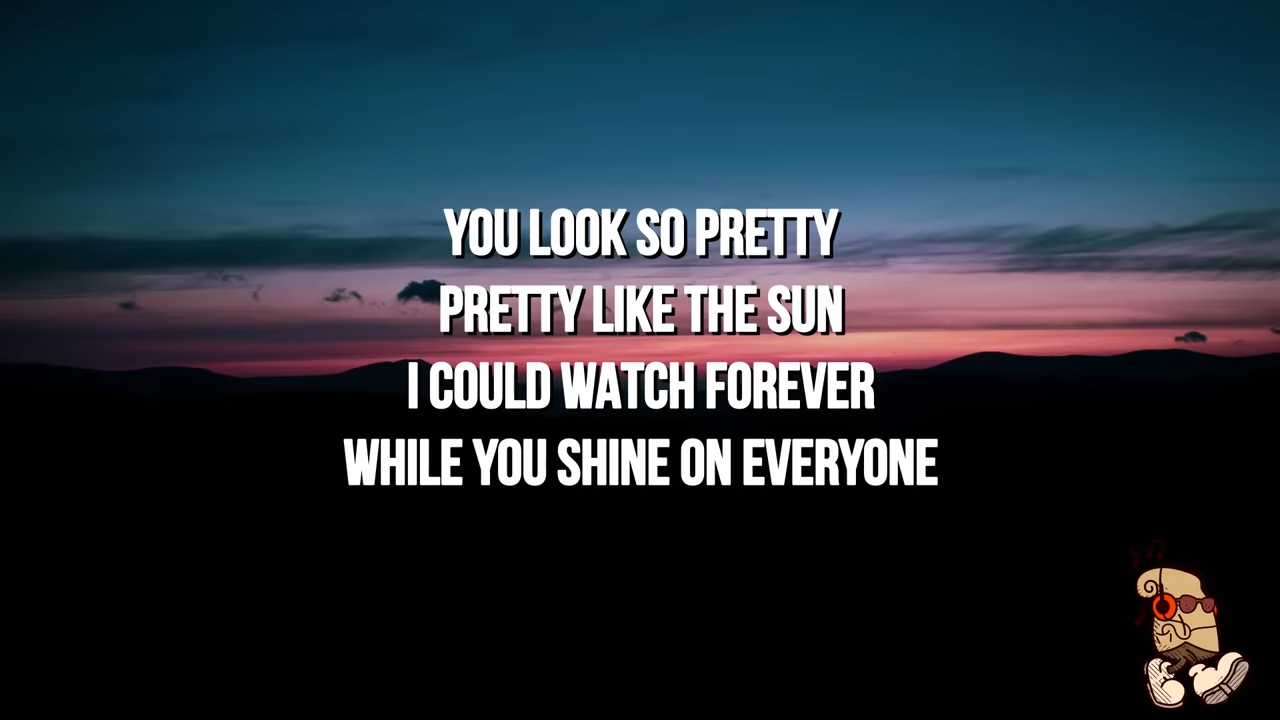 YOU LOOK SO PRETTY
PRETTY LIKE THE SUN
I COULD WATCH FOREVER
WHILE YOU SHINE ON EVERYONE